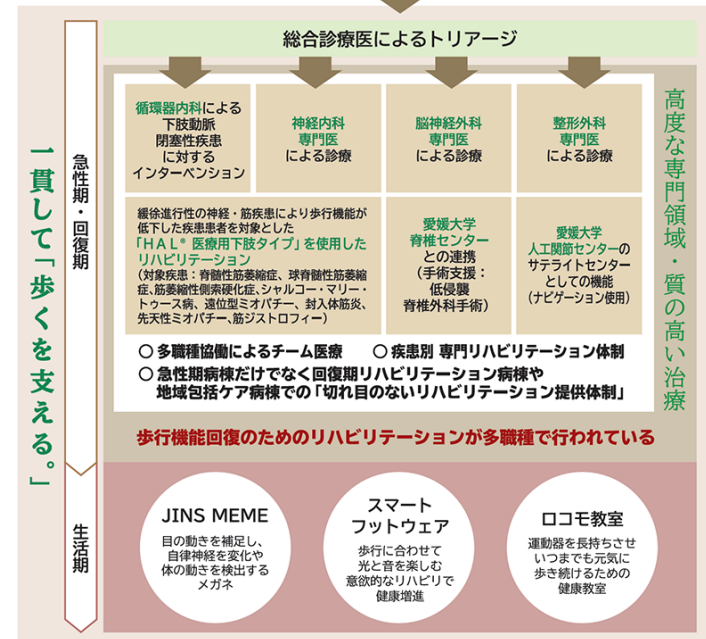 総合診療医によるトリアージ
一貫して「歩くを支える。」
急性期・回復期
循環器内科による
下肢動脈
閉塞性疾患
に対する
インターベンション
神経内科
専門医
による診療
脳神経外科
専門医
による診療
整形外科
専門医
による診療
高度な専門領域・質の高い治療
緩徐進行性の神経・筋疾患により歩行機能が
低下した疾患患者を対象とした
「HAL® 医療用下肢タイプ」を使用した
リハビリテーション
(対象疾患:脊髄性筋萎縮症、球脊髄性筋萎縮
症、筋萎縮性側索硬化症、シャルコー・マリー・
トゥース病、遠位型ミオパチー、封入体筋炎、
先天性ミオパチー、筋ジストロフィー)
愛媛大学
脊椎センター
との連携
(手術支援:
低侵襲
脊椎外科手術)
愛媛大学
人工関節センターの
サテライトセンター
としての機能
(ナビゲーション使用)
○ 多職種協働によるチーム医療 ○ 疾患別 専門リハビリテーション体制
○ 急性期病棟だけでなく回復期リハビリテーション病棟や
地域包括ケア病棟での「切れ目のないリハビリテーション提供体制」
歩行機能回復のためのリハビリテーションが多職種で行われている
生活期
JINS MEME
目の動きを補足し、
自律神経を変化や
体の動きを検出する
メガネ
スマート
フットウェア
歩行に合わせて
光と音を楽しむ
意欲的なリハビリで
健康増進
ロコモ教室
運動器を長持ちさせ
いつまでも元気に
歩き続けるための
健康教室